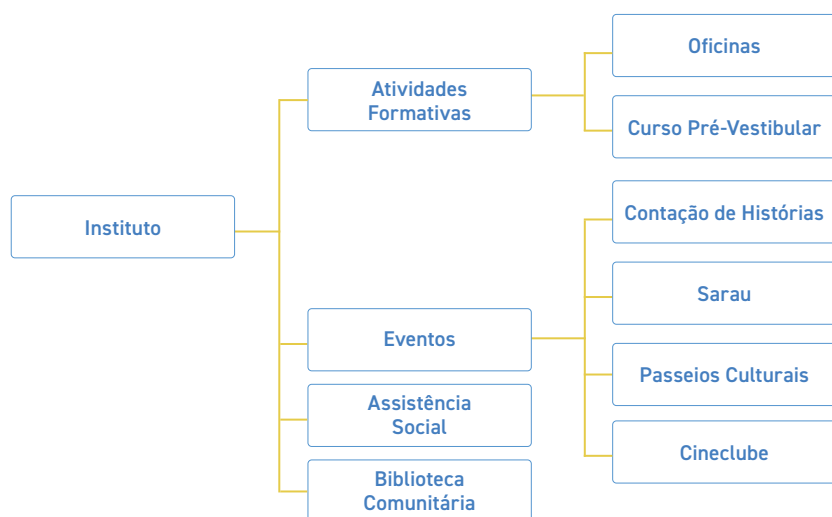 Instituto
Atividades
Formativas
Oficinas
Curso Pré-Vestibular
Eventos
Contação de Histórias
Sarau
Passeios Culturais
Cineclube
Assistência
Social
Biblioteca
Comunitária